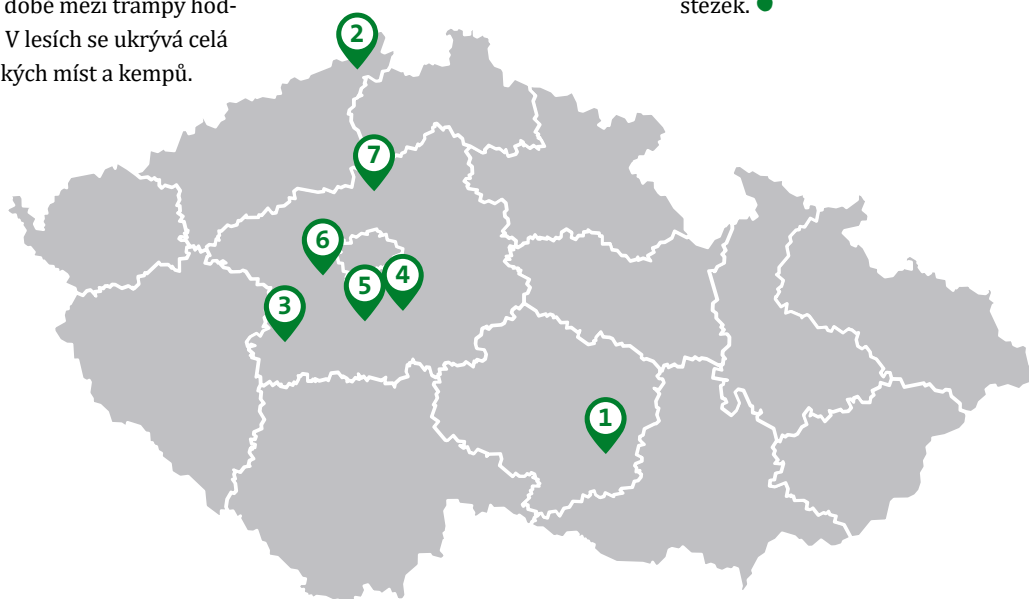 době mezi trampy hod-
V lesích se ukrývá celá
kých míst a kempů.
stezek.
2
7
6
4
5
3
1